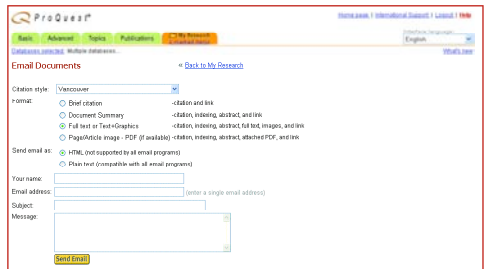 ProQuest®
Home page | International Support | Logout | Help
Basic Advanced Topics Publications My Research
Interface language:
English
Databases selected: Multiple databases...
What's new
Email Documents
« Back to My Research
Citation style: Vancouver
Format: Brief citation -citation and link
Document Summary -citation, indexing, abstract, and link
Full text or Text+Graphics -citation, indexing, abstract, full text, images, and link
Page/Article image - PDF (if available) -citation, indexing, abstract, attached PDF, and link
Send email as: HTML (not supported by all email programs)
Plain text (compatible with all email programs)
Your name:
Email address: (enter a single email address)
Subject:
Message:
Send Email